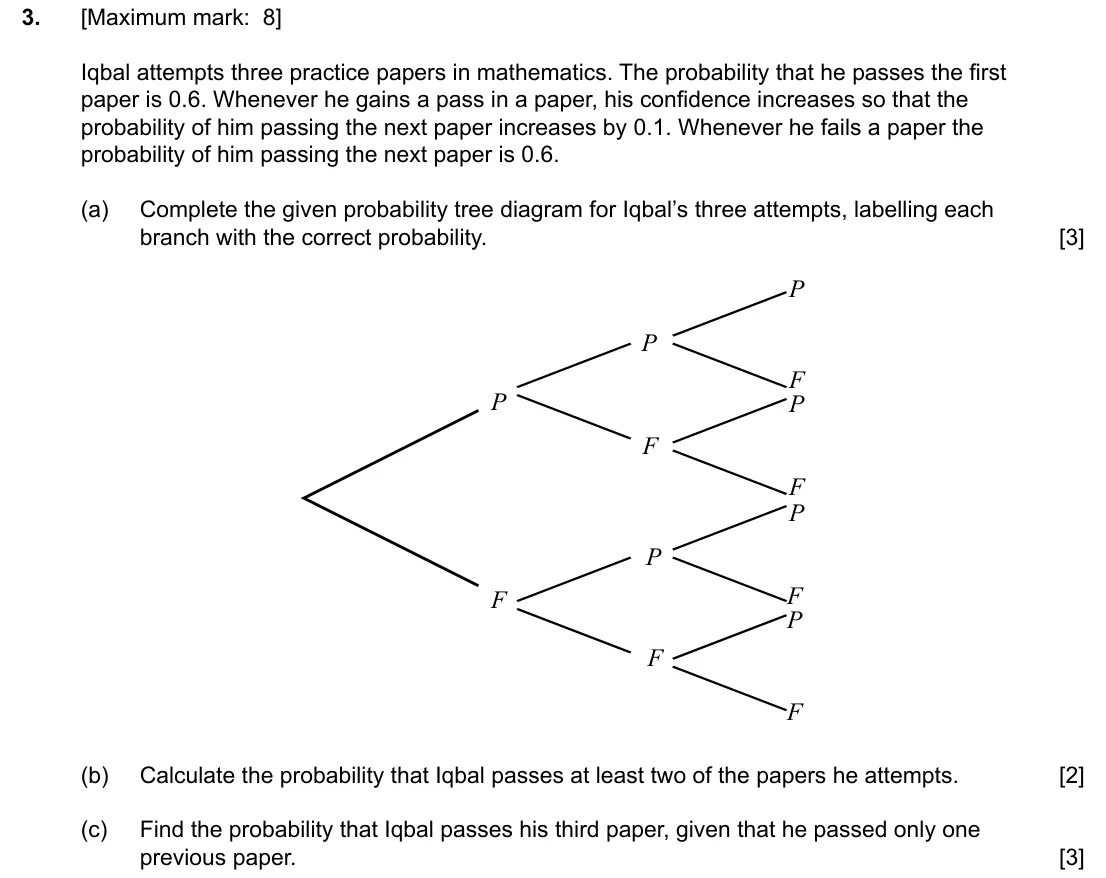 3. [Maximum mark: 8]
Iqbal attempts three practice papers in mathematics. The probability that he passes the first
paper is 0.6. Whenever he gains a pass in a paper, his confidence increases so that the
probability of him passing the next paper increases by 0.1. Whenever he fails a paper the
probability of him passing the next paper is 0.6.
(a) Complete the given probability tree diagram for Iqbal’s three attempts, labelling each
branch with the correct probability. [3]
P
P
F
P
P
F
F
P
P
F
F
P
F
F
(b) Calculate the probability that Iqbal passes at least two of the papers he attempts. [2]
(c) Find the probability that Iqbal passes his third paper, given that he passed only one
previous paper. [3]